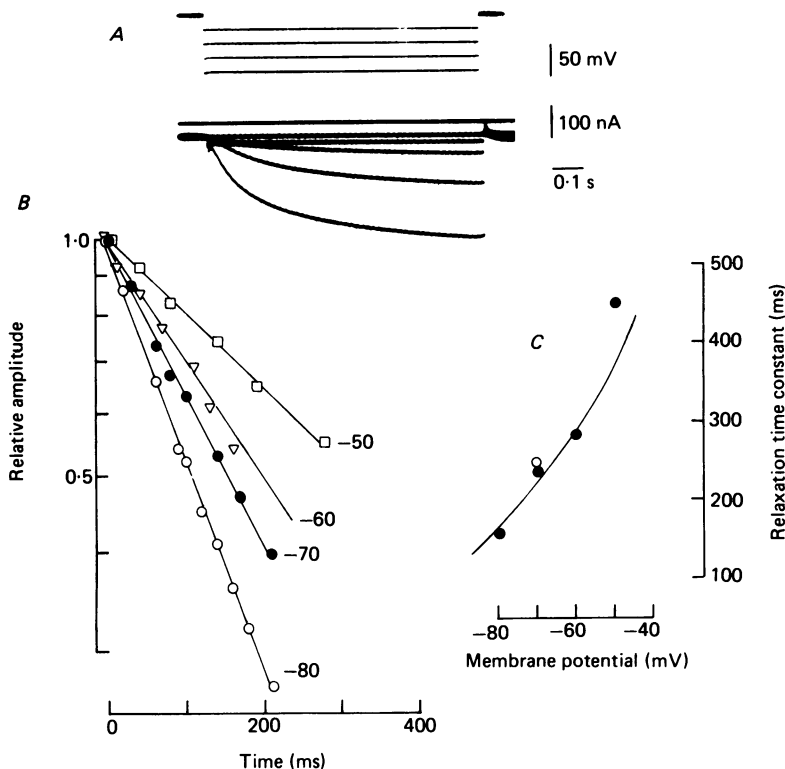 A
50 mV
100 nA
0·1 s
B
1·0
0·5
Relative amplitude
−50
−60
−70
−80
0
200
400
Time (ms)
C
500
400
300
200
100
Relaxation time constant (ms)
−80
−60
−40
Membrane potential (mV)